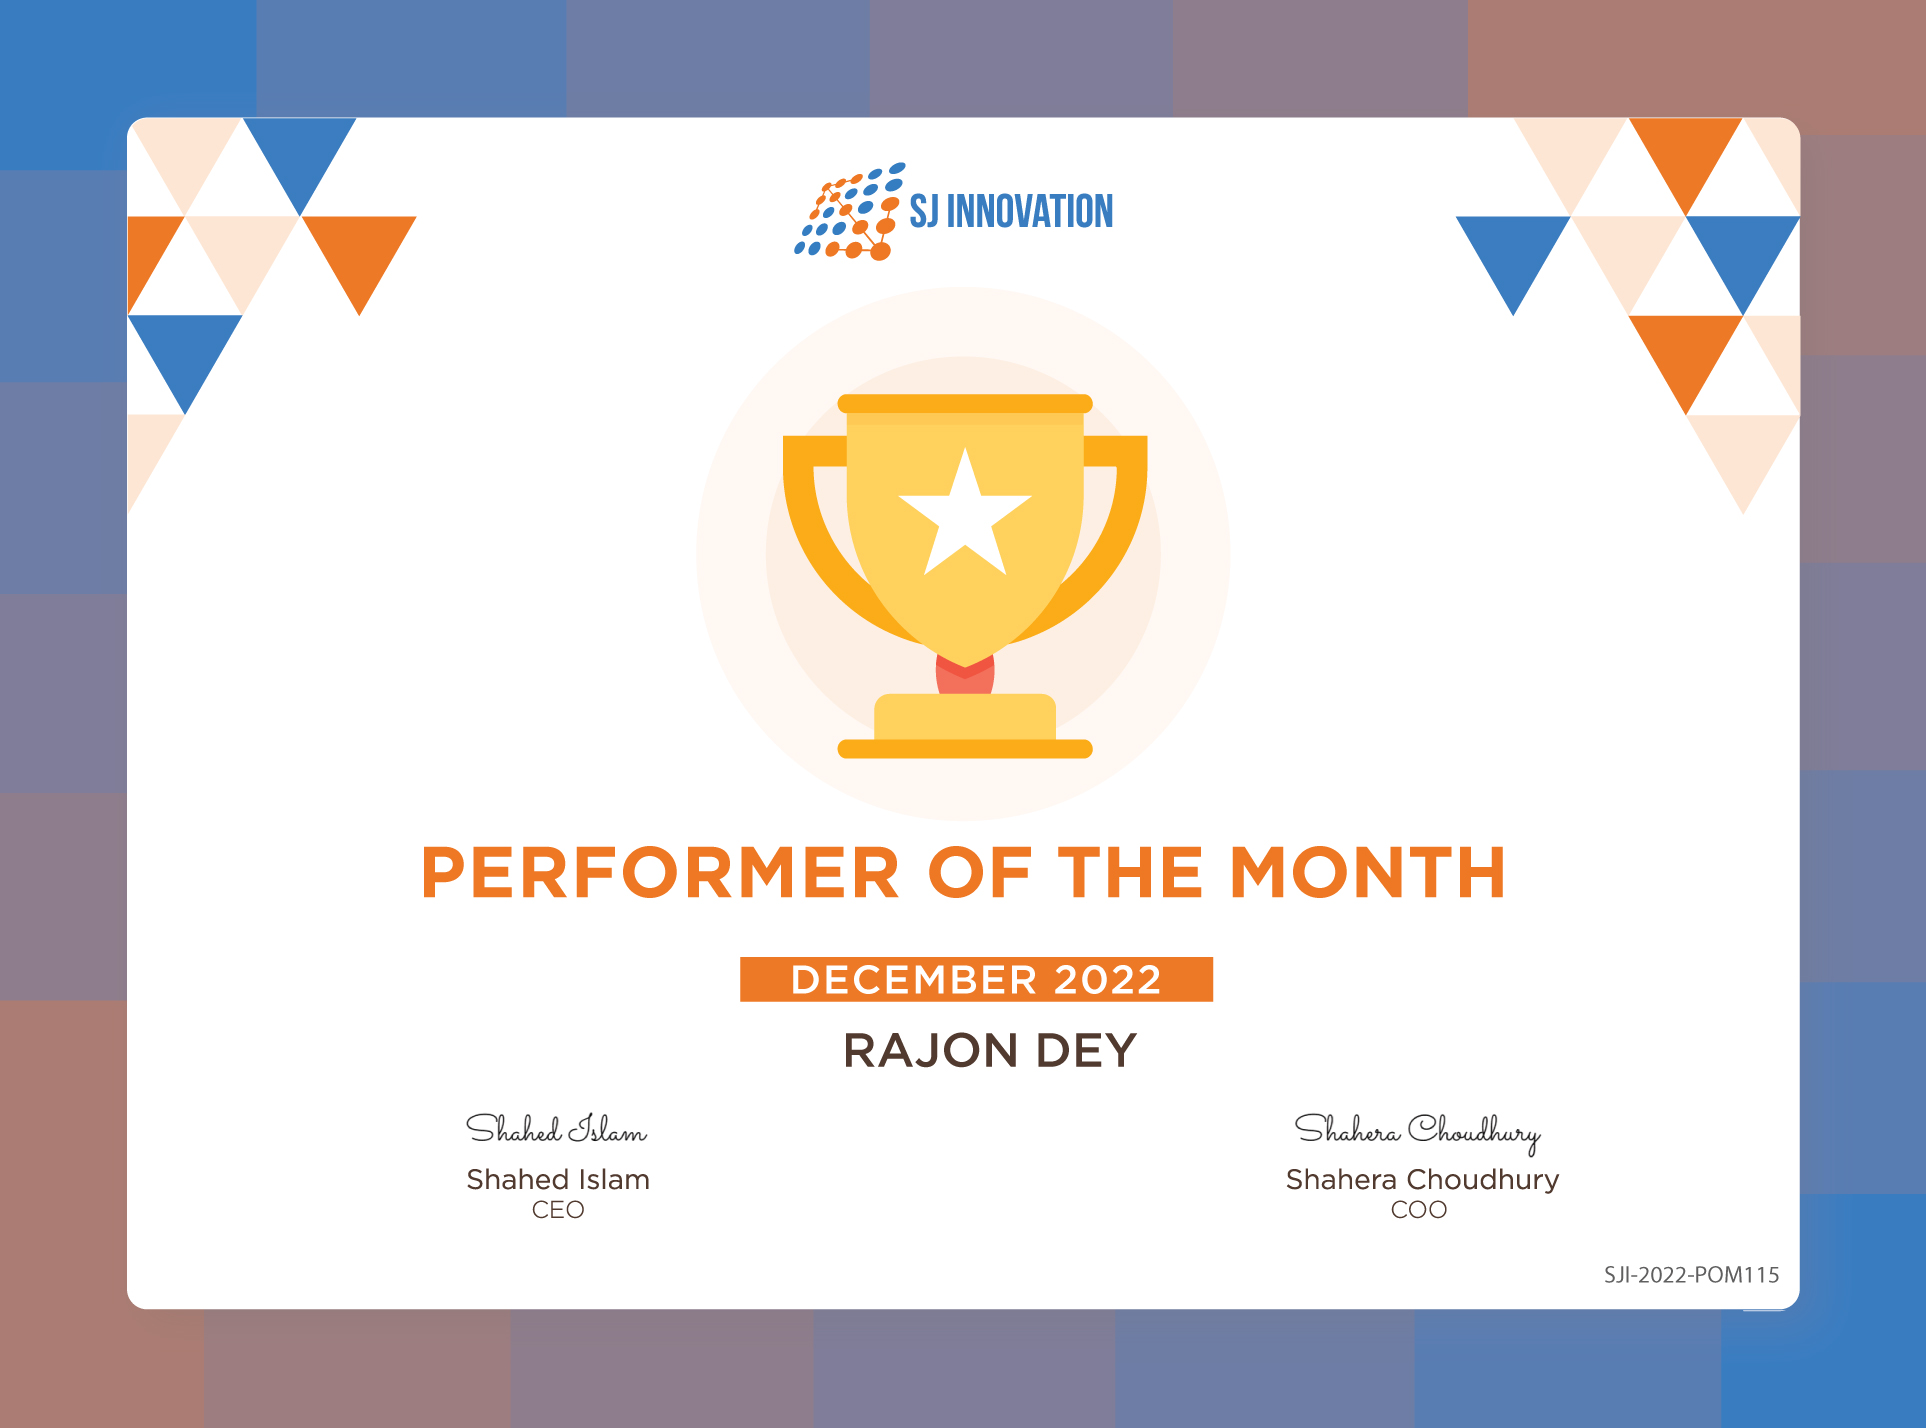 SJ INNOVATION
PERFORMER OF THE MONTH
DECEMBER 2022
RAJON DEY
Shahed Islam
Shahed Islam
CEO
Shahera Choudhury
Shahera Choudhury
COO
SJI-2022-POM115